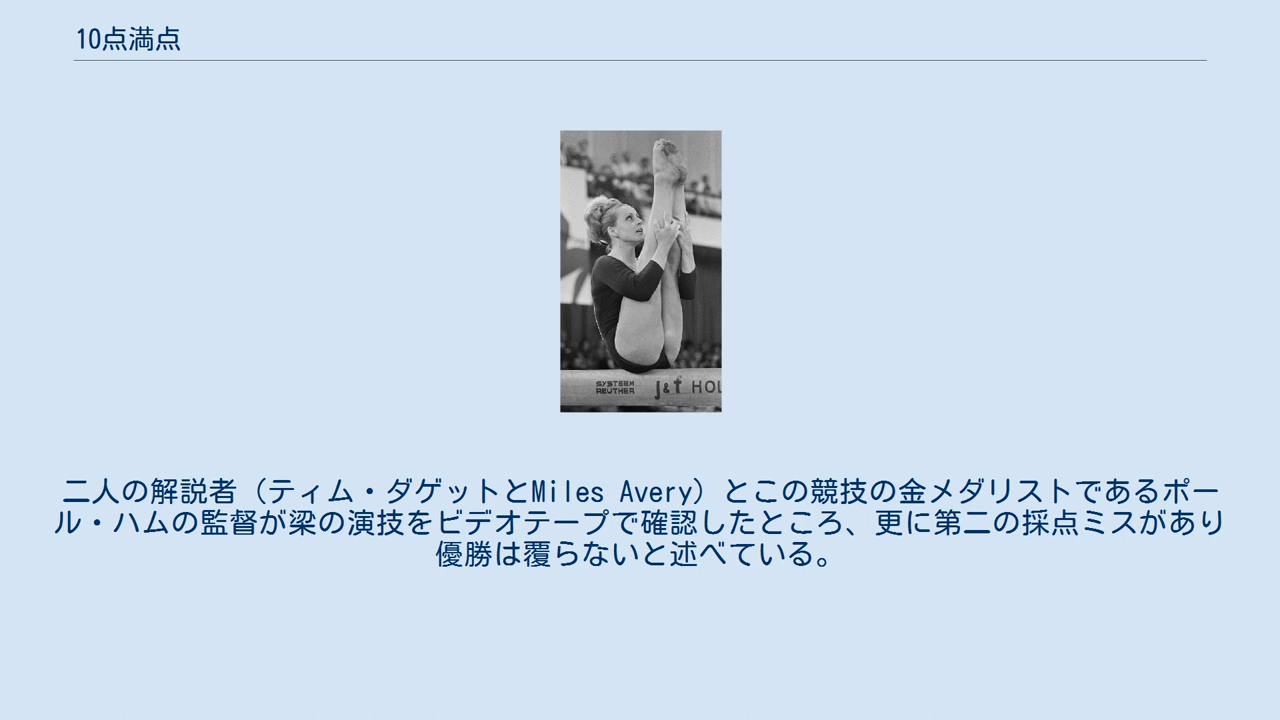 10点満点
SYSTEEM
REUTHER
j&f HOL
二人の解説者（ティム・ダゲットとMiles Avery）とこの競技の金メダリストであるポー
ル・ハムの監督が梁の演技をビデオテープで確認したところ、更に第二の採点ミスがあり
優勝は覆らないと述べている。